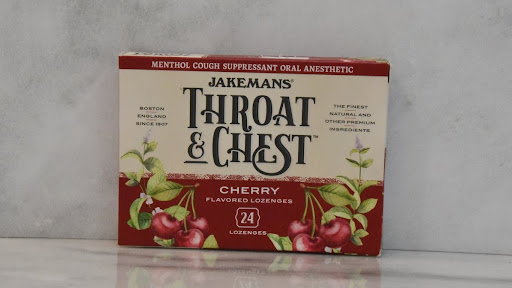 MENTHOL COUGH SUPPRESSANT ORAL ANESTHETIC
JAKEMANS®
THROAT
& CHEST™
BOSTON
ENGLAND
SINCE 1907
THE FINEST
NATURAL AND
OTHER PREMIUM
INGREDIENTS
CHERRY
FLAVORED LOZENGES
24
LOZENGES